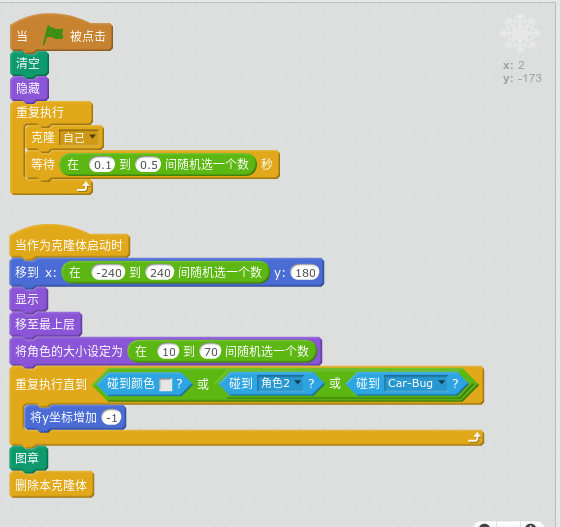 当 被点击
清空
隐藏
重复执行
克隆 自己
等待 在 0.1 到 0.5 间随机选一个数 秒
x: 2
y: -173
当作为克隆体启动时
移到 x: 在 -240 到 240 间随机选一个数 y: 180
显示
移至最上层
将角色的大小设定为 在 10 到 70 间随机选一个数
重复执行直到 碰到颜色 ? 或 碰到 角色2 ? 或 碰到 Car-Bug ?
将y坐标增加 -1
图章
删除本克隆体